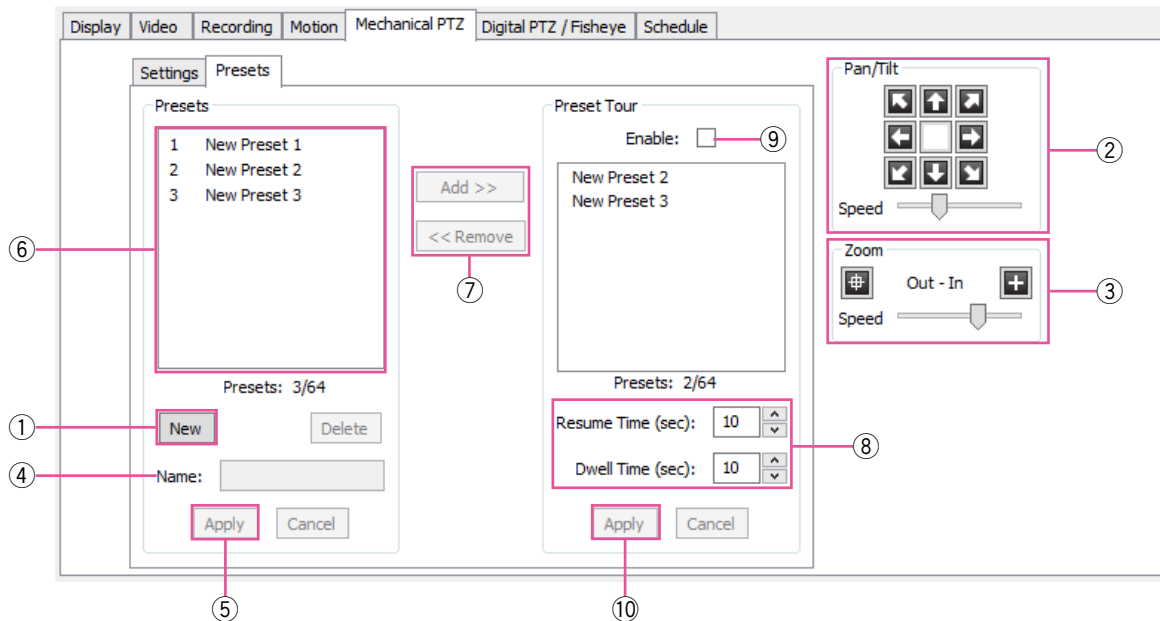 Display Video Recording Motion Mechanical PTZ Digital PTZ / Fisheye Schedule
Settings Presets
Presets
1 New Preset 1
2 New Preset 2
3 New Preset 3
Presets: 3/64
New Delete
Name:
Apply Cancel
Add >>
<< Remove
Preset Tour
Enable:
New Preset 2
New Preset 3
Presets: 2/64
Resume Time (sec): 10
Dwell Time (sec): 10
Apply Cancel
Pan/Tilt
Speed
Zoom
Out - In
Speed
①
②
③
④
⑤
⑥
⑦
⑧
⑨
⑩